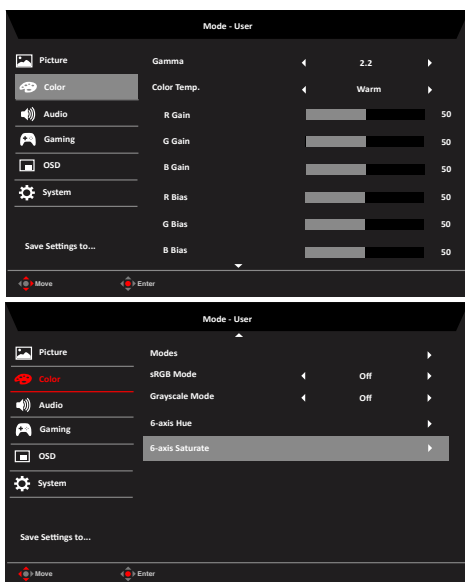 Mode - User
Picture
Gamma 2.2
Color
Color Temp. Warm
Audio
R Gain 50
Gaming
G Gain 50
OSD
B Gain 50
System
R Bias 50
G Bias 50
Save Settings to...
B Bias 50
Move Enter
Mode - User
Picture
Modes
Color
sRGB Mode Off
Audio
Grayscale Mode Off
Gaming
6-axis Hue
OSD
6-axis Saturate
System
Save Settings to...
Move Enter